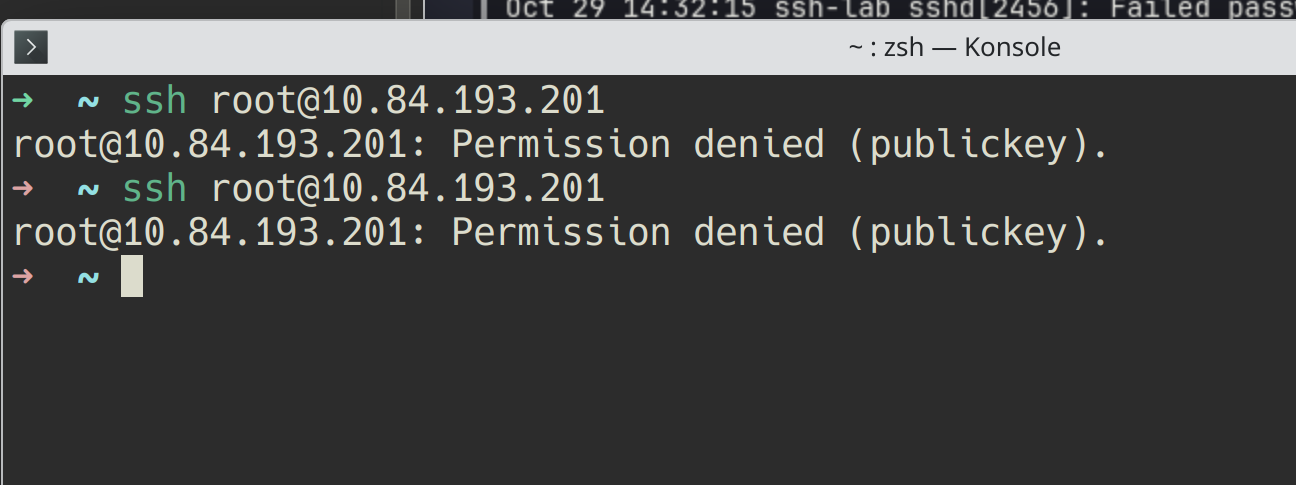 Oct 29 14:32:15 ssh-lab sshd[2456]: Failed
~ : zsh — Konsole
➜ ~ ssh root@10.84.193.201
root@10.84.193.201: Permission denied (publickey).
➜ ~ ssh root@10.84.193.201
root@10.84.193.201: Permission denied (publickey).
➜ ~